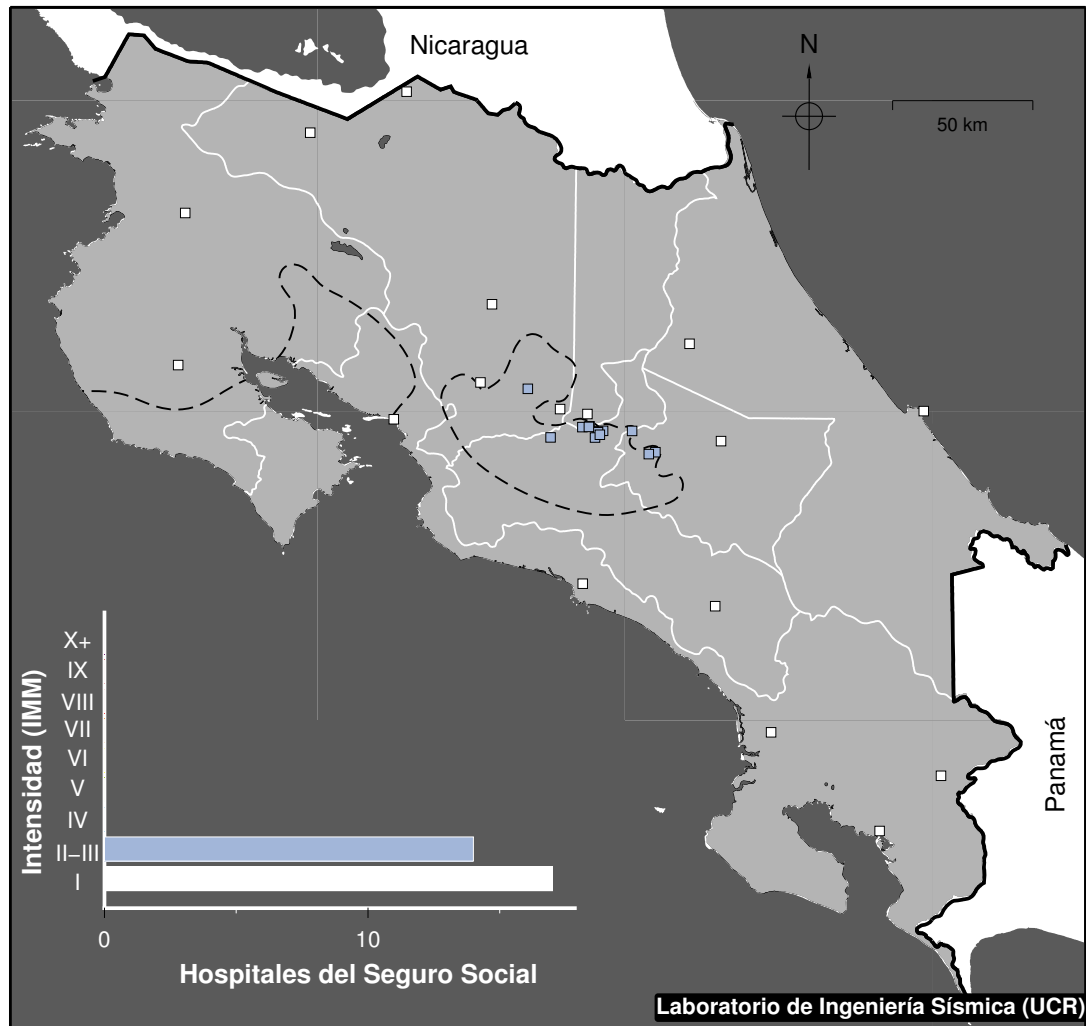 Nicaragua
N
50 km
Panamá
Intensidad (IMM)
X+
IX
VIII
VII
VI
V
IV
II–III
I
0
10
Hospitales del Seguro Social
Laboratorio de Ingeniería Sísmica (UCR)